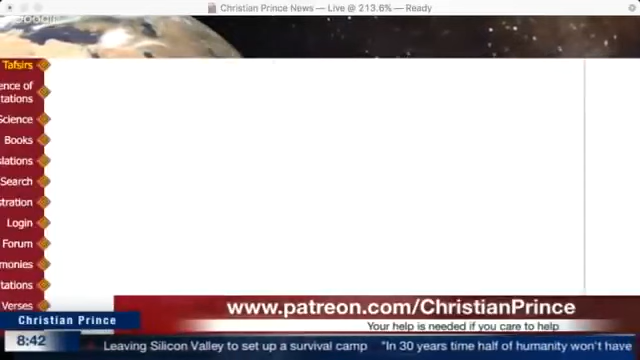 Christian Prince News — Live @ 213.6% — Ready
Google
Tafsirs
ence of
tations
Science
Books
slations
Search
stration
Login
Forum
monies
tations
Verses
www.patreon.com/ChristianPrince
Your help is needed if you care to help
Christian Prince
8:42
Leaving Silicon Valley to set up a survival camp "In 30 years time half of humanity won't have